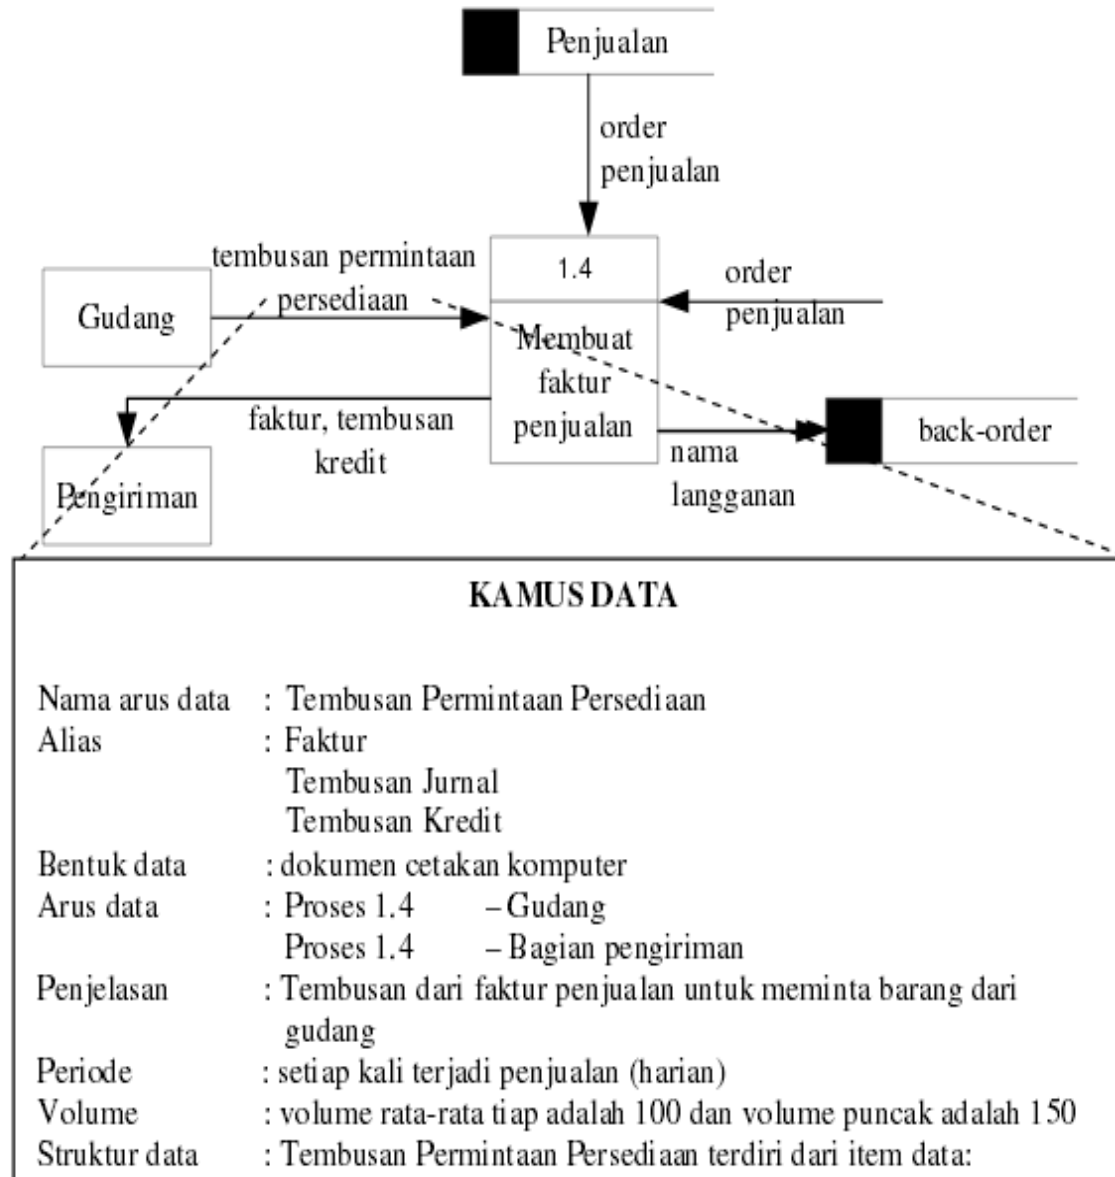 Penjualan
order
penjualan
tembusan permintaan
persediaan
1.4
order
penjualan
Gudang
Membuat
faktur
penjualan
faktur, tembusan
kredit
back-order
nama
langganan
Pengiriman
KAMUS DATA
Nama arus data : Tembusan Permintaan Persediaan
Alias : Faktur
Tembusan Jurnal
Tembusan Kredit
Bentuk data : dokumen cetakan komputer
Arus data : Proses 1.4 – Gudang
Proses 1.4 – Bagian pengiriman
Penjelasan : Tembusan dari faktur penjualan untuk meminta barang dari
gudang
Periode : setiap kali terjadi penjualan (harian)
Volume : volume rata-rata tiap adalah 100 dan volume puncak adalah 150
Struktur data : Tembusan Permintaan Persediaan terdiri dari item data: